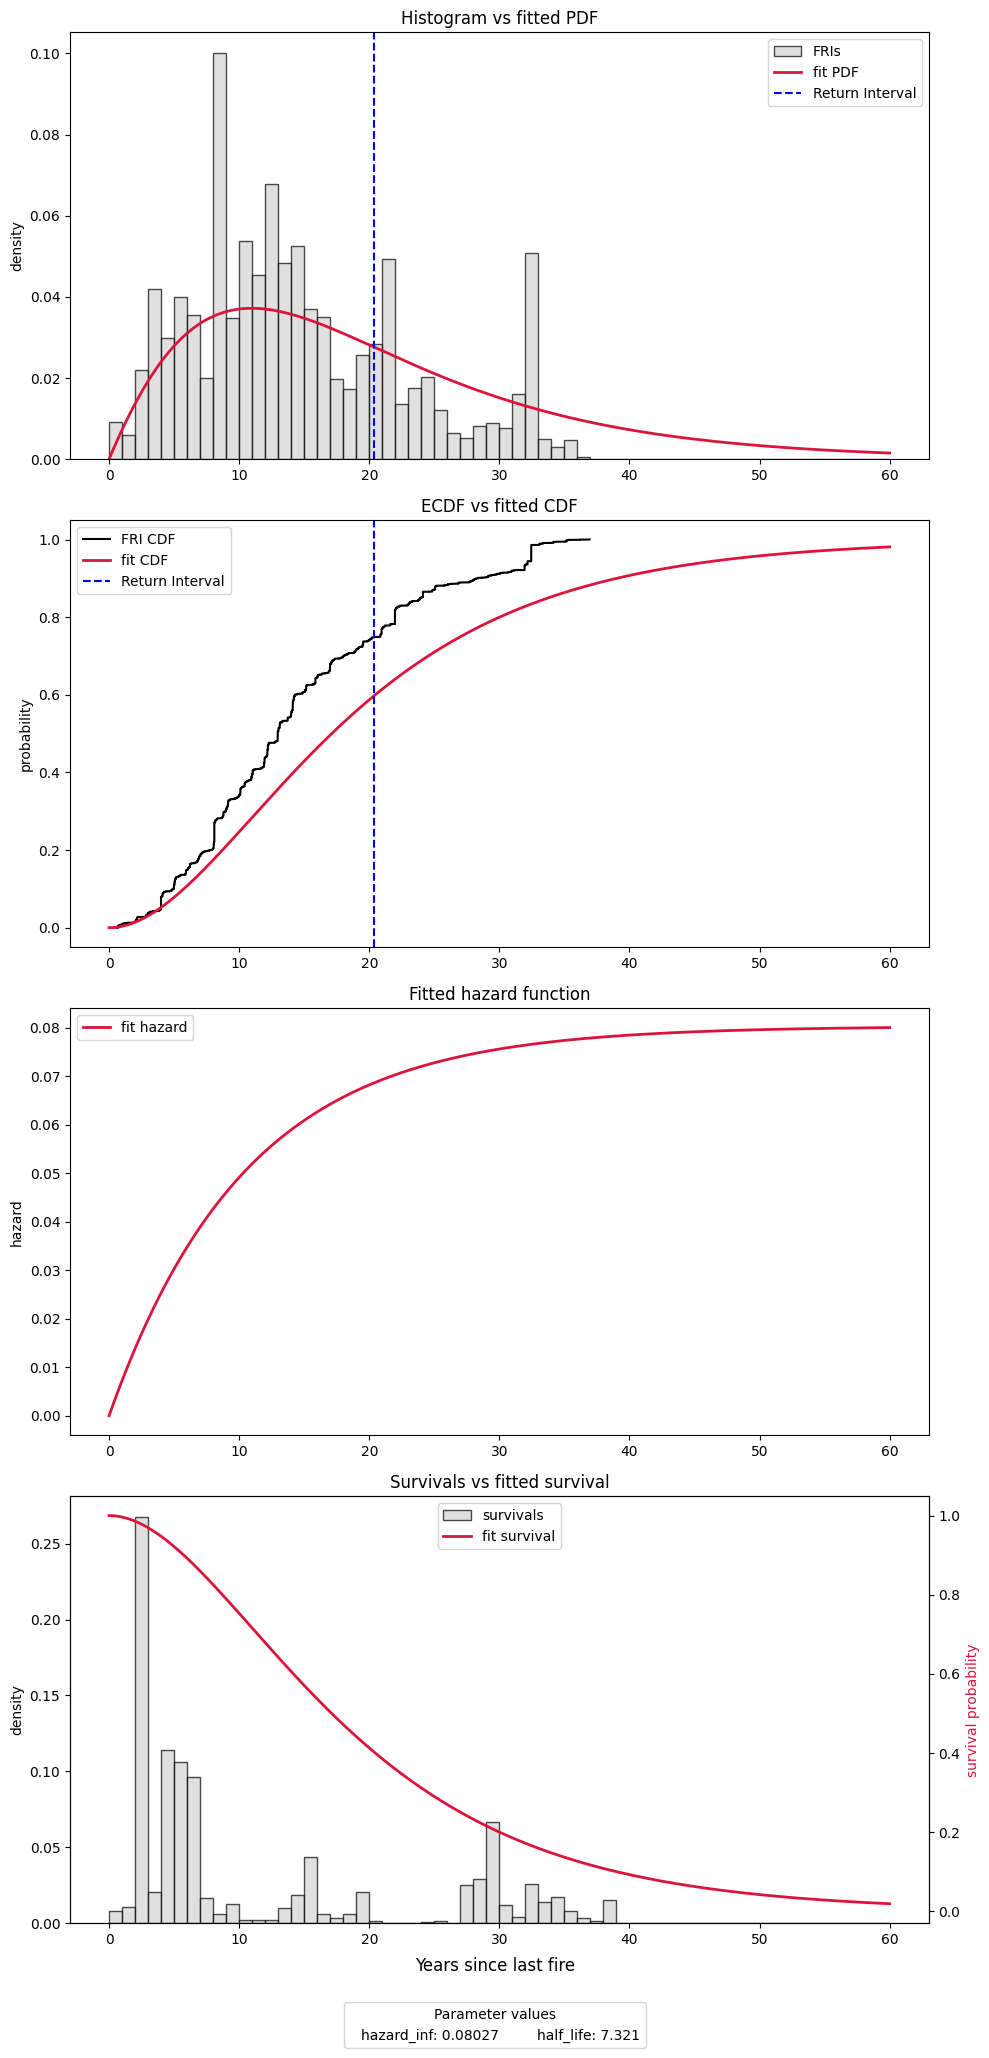 Histogram vs fitted PDF
FRIs
fit PDF
Return Interval
density
0.10
0.08
0.06
0.04
0.02
0.00
0 10 20 30 40 50 60
ECDF vs fitted CDF
FRI CDF
fit CDF
Return Interval
probability
1.0
0.8
0.6
0.4
0.2
0.0
0 10 20 30 40 50 60
Fitted hazard function
fit hazard
hazard
0.08
0.07
0.06
0.05
0.04
0.03
0.02
0.01
0.00
0 10 20 30 40 50 60
Survivals vs fitted survival
survivals
fit survival
density
0.25
0.20
0.15
0.10
0.05
0.00
1.0
0.8
0.6
0.4
0.2
0.0
survival probability
0 10 20 30 40 50 60
Years since last fire
Parameter values
hazard_inf: 0.08027 half_life: 7.321